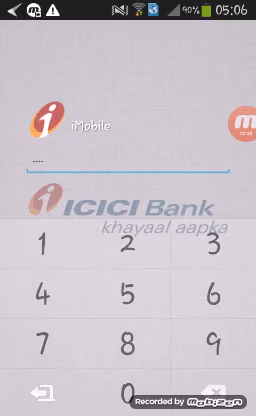 90% 05:06
iMobile
....
ICICI Bank
khayaal aapka
1 2 3
4 5 6
7 8 9
0
Recorded by mobizen